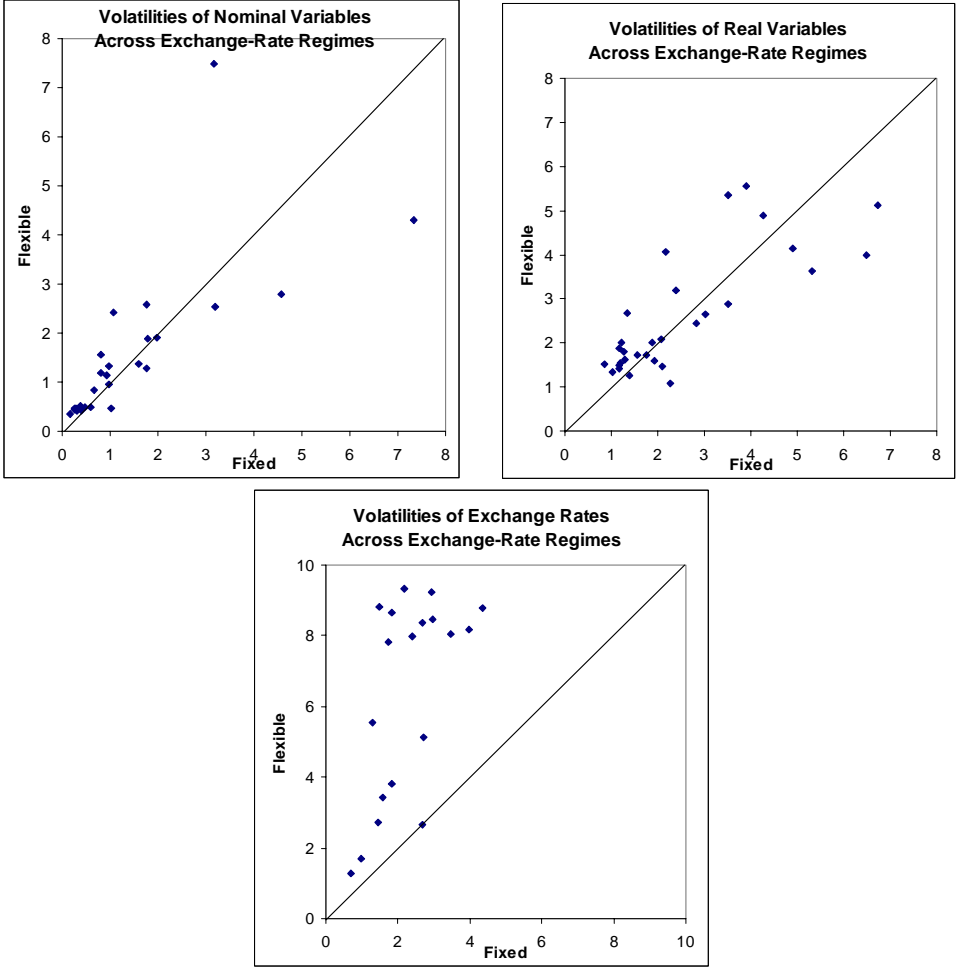 Volatilities of Nominal Variables
Across Exchange-Rate Regimes
8
7
6
5
4
3
2
1
0
Flexible
0 1 2 3 4 5 6 7 8
Fixed
Volatilities of Real Variables
Across Exchange-Rate Regimes
8
7
6
5
4
3
2
1
0
Flexible
0 1 2 3 4 5 6 7 8
Fixed
Volatilities of Exchange Rates
Across Exchange-Rate Regimes
10
8
6
4
2
0
Flexible
0 2 4 6 8 10
Fixed